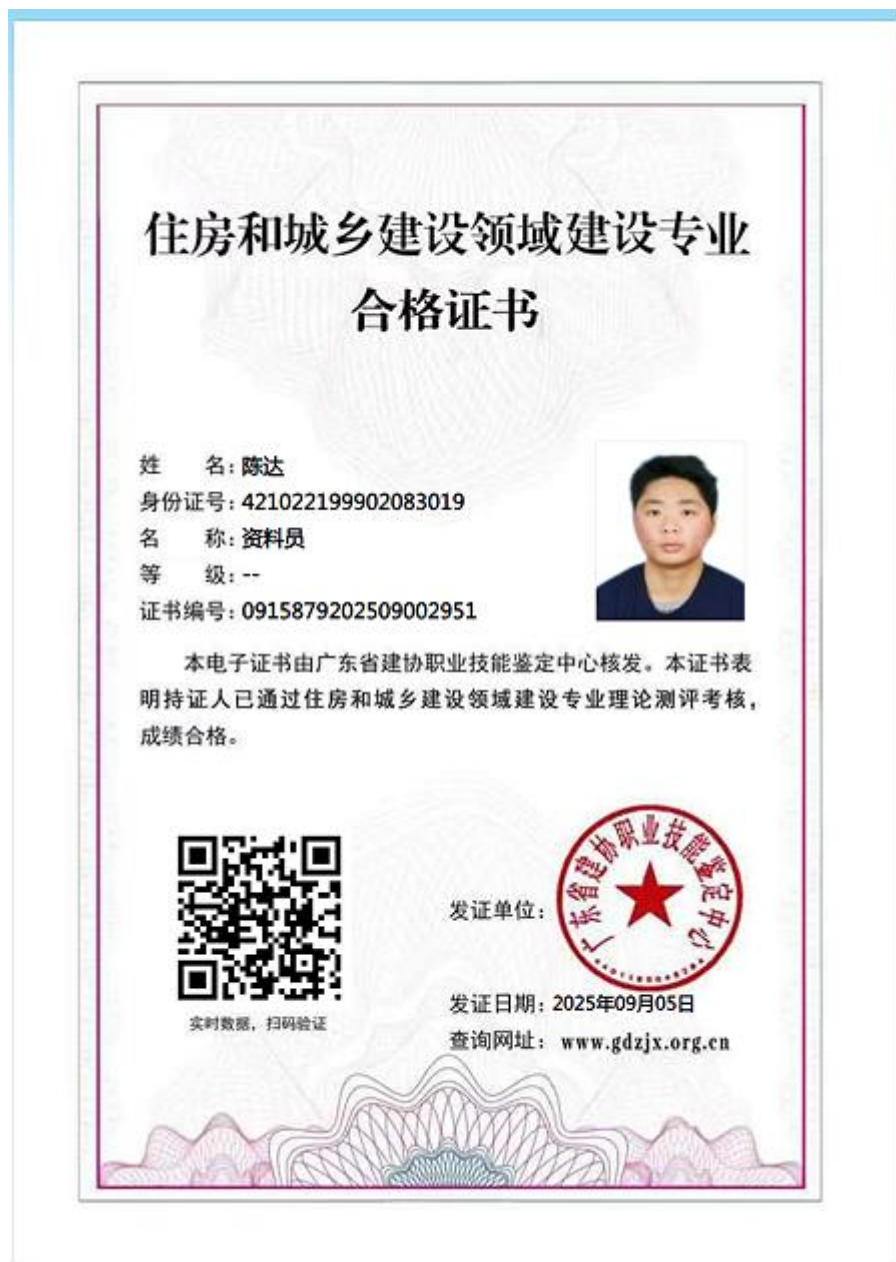 住房和城乡建设领域建设专业
合格证书
姓 名：陈达
身份证号：421022199902083019
名 称：资料员
等 级：--
证书编号：0915879202509002951
本电子证书由广东省建协职业技能鉴定中心核发。本证书表
明持证人已通过住房和城乡建设领域建设专业理论测评考核，
成绩合格。
实时数据，扫码验证
发证单位：
广东省建协职业技能鉴定中心
发证日期：2025年09月05日
查询网址：www.gdzjx.org.cn